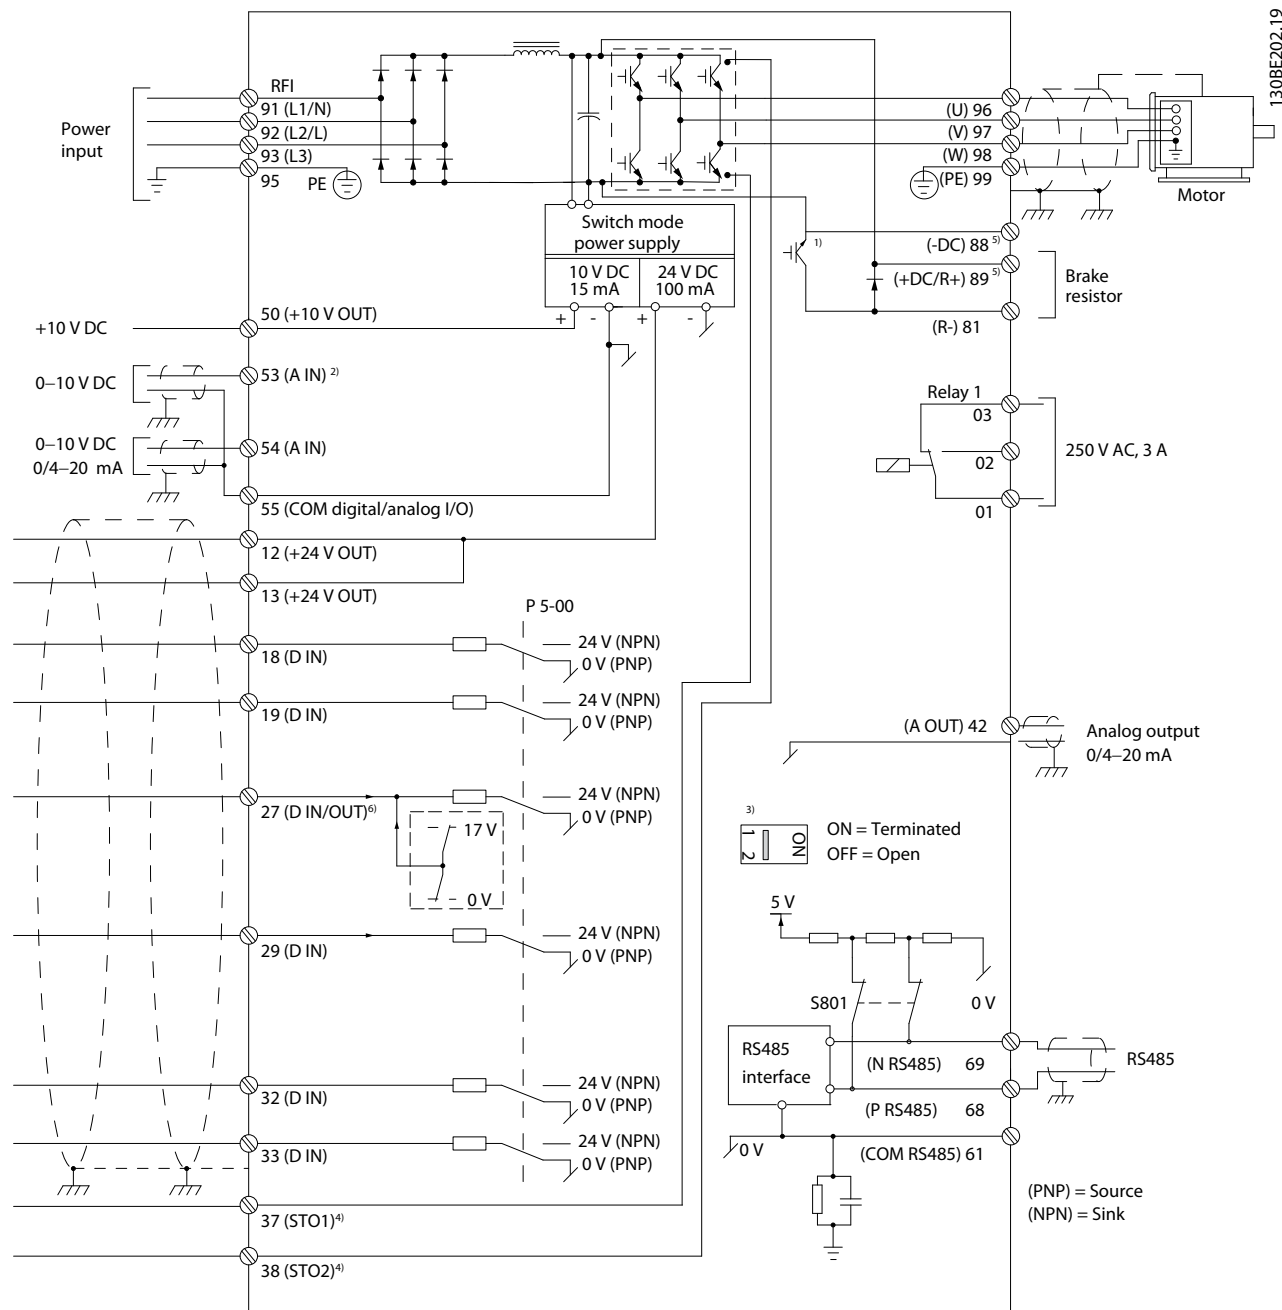 130BE202.19
RFI
Power
input
91 (L1/N)
92 (L2/L)
93 (L3)
95
PE
(U) 96
(V) 97
(W) 98
(PE) 99
Motor
Switch mode
power supply
10 V DC
15 mA
24 V DC
100 mA
+ - + -
1)
(-DC) 88 5)
(+DC/R+) 89 5)
(R-) 81
Brake
resistor
+10 V DC
50 (+10 V OUT)
0–10 V DC
53 (A IN) 2)
0–10 V DC
0/4–20 mA
54 (A IN)
55 (COM digital/analog I/O)
Relay 1
03
02
01
250 V AC, 3 A
12 (+24 V OUT)
13 (+24 V OUT)
P 5-00
18 (D IN)
24 V (NPN)
0 V (PNP)
19 (D IN)
24 V (NPN)
0 V (PNP)
27 (D IN/OUT)6)
24 V (NPN)
0 V (PNP)
17 V
0 V
29 (D IN)
24 V (NPN)
0 V (PNP)
32 (D IN)
24 V (NPN)
0 V (PNP)
33 (D IN)
24 V (NPN)
0 V (PNP)
37 (STO1)4)
38 (STO2)4)
(A OUT) 42
Analog output
0/4–20 mA
3)
1 2
ON
ON = Terminated
OFF = Open
5 V
S801
0 V
RS485
interface
(N RS485) 69
(P RS485) 68
RS485
0 V
(COM RS485) 61
(PNP) = Source
(NPN) = Sink